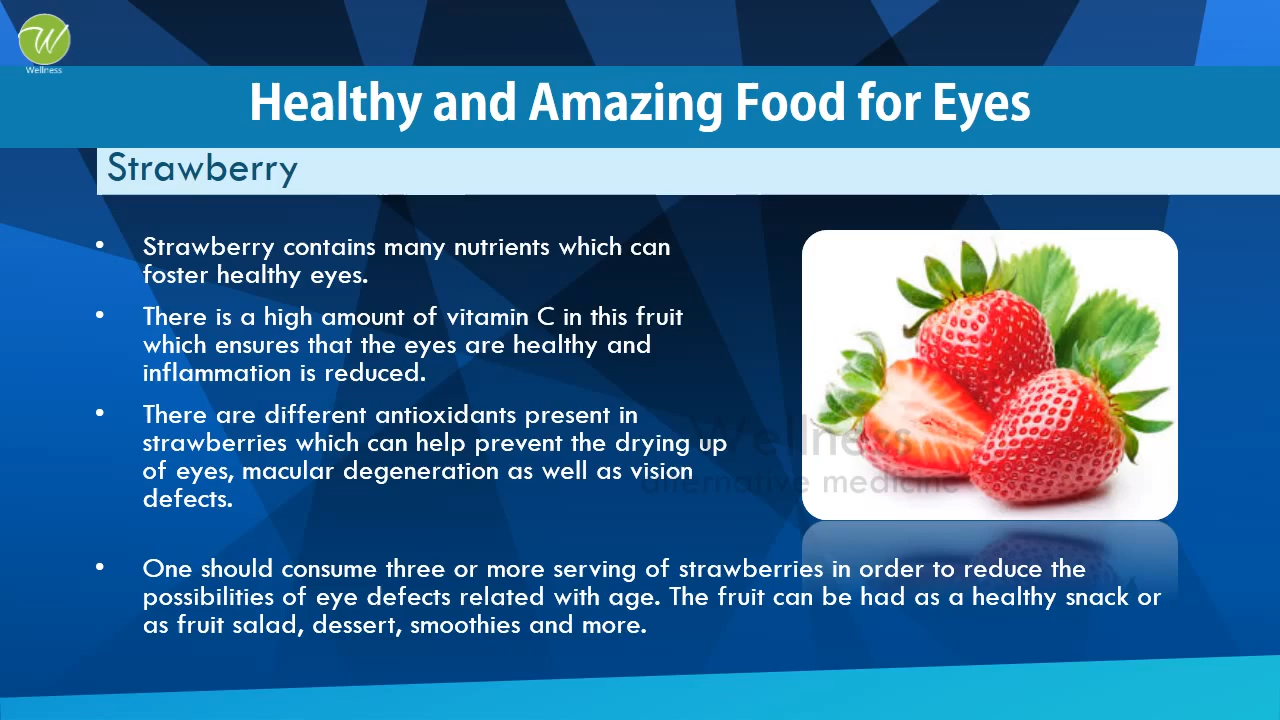 W
Wellness
Healthy and Amazing Food for Eyes
Strawberry
• Strawberry contains many nutrients which can
foster healthy eyes.
• There is a high amount of vitamin C in this fruit
which ensures that the eyes are healthy and
inflammation is reduced.
• There are different antioxidants present in
strawberries which can help prevent the drying up
of eyes, macular degeneration as well as vision
defects.
Wellness
alternative medicine
• One should consume three or more serving of strawberries in order to reduce the
possibilities of eye defects related with age. The fruit can be had as a healthy snack or
as fruit salad, dessert, smoothies and more.